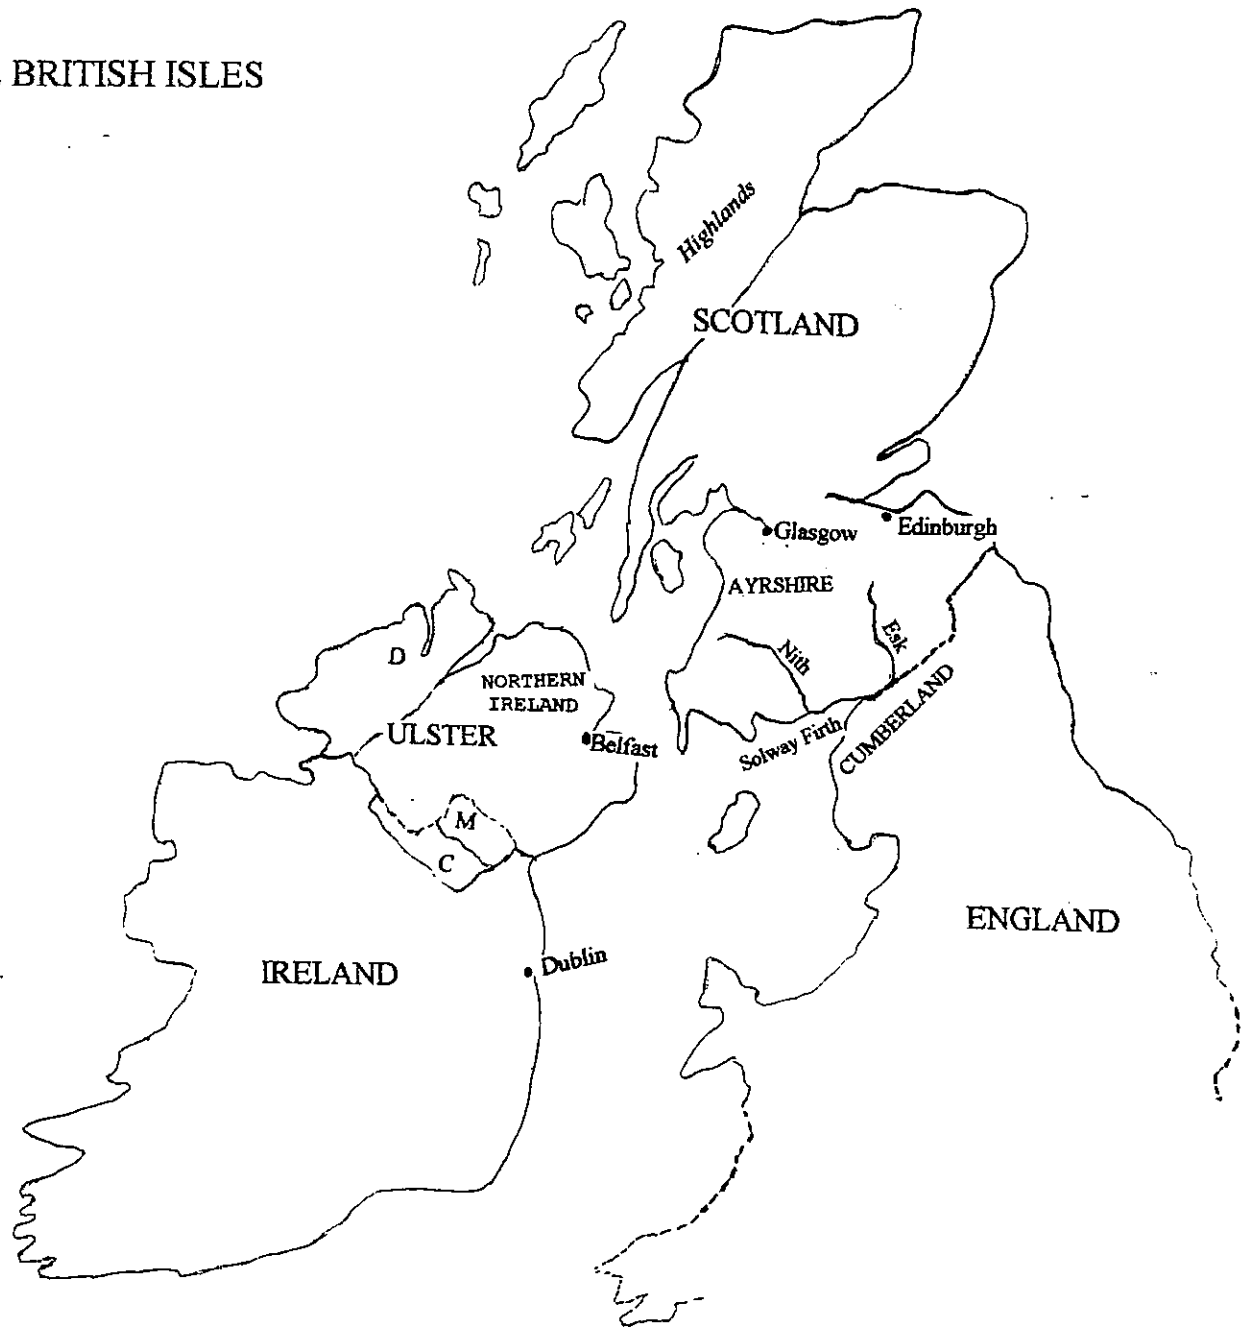 BRITISH ISLES
Highlands
SCOTLAND
Glasgow
Edinburgh
AYRSHIRE
Esk
Nith
D
NORTHERN
IRELAND
ULSTER
Belfast
Solway Firth
CUMBERLAND
M
C
ENGLAND
IRELAND
Dublin